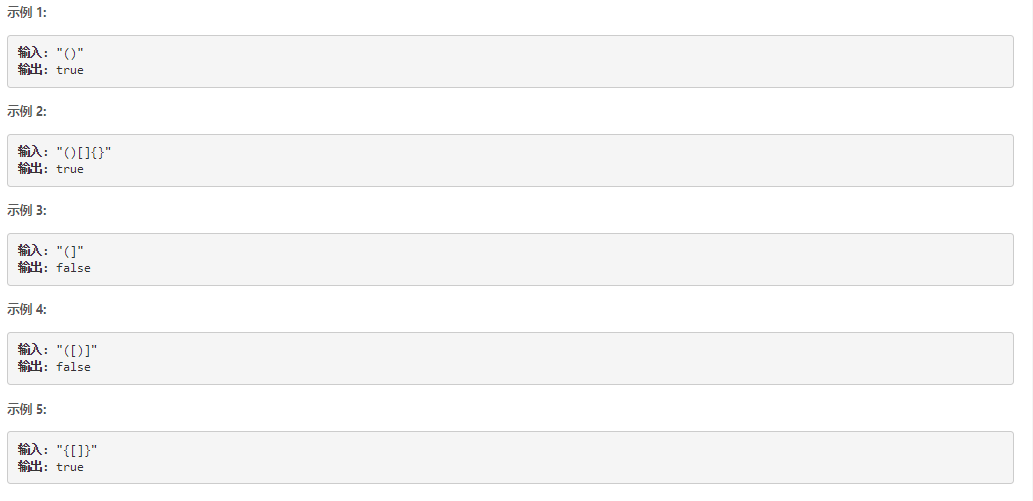 示例 1:
输入: "()"
输出: true
示例 2:
输入: "()[]{}"
输出: true
示例 3:
输入: "(]"
输出: false
示例 4:
输入: "([)]"
输出: false
示例 5:
输入: "{[]}"
输出: true